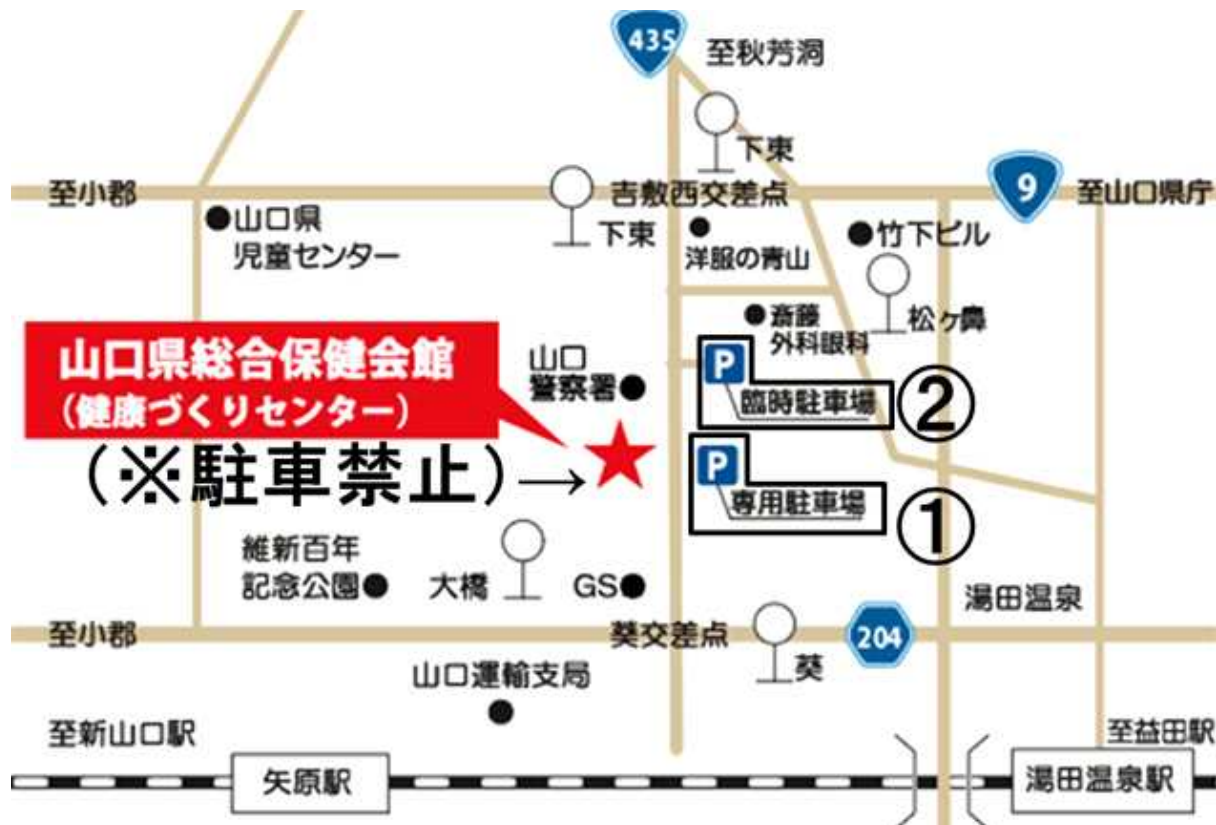 435
至秋芳洞
下東
至小郡
吉敷西交差点
9
至山口県庁
山口県
児童センター
下東
洋服の青山
竹下ビル
松ヶ鼻
斎藤
外科眼科
山口県総合保健会館
(健康づくりセンター)
山口
警察署
P
臨時駐車場
②
(※駐車禁止)→
P
専用駐車場
①
維新百年
記念公園
大橋
GS
湯田温泉
至小郡
葵交差点
204
葵
山口運輸支局
至新山口駅
至益田駅
矢原駅
湯田温泉駅